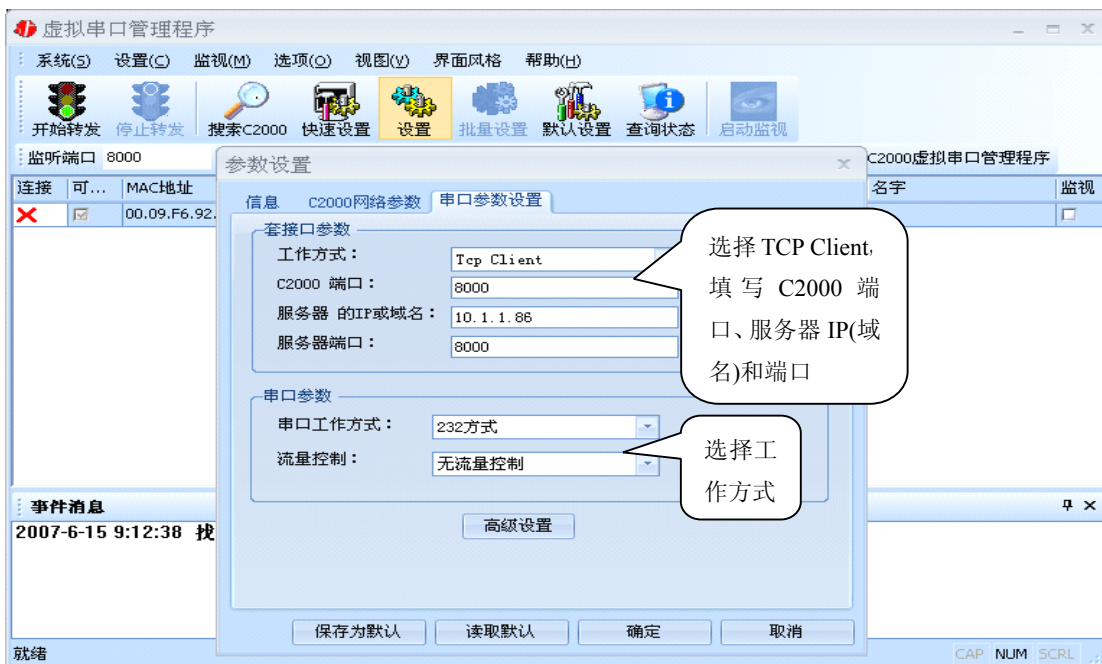 虚拟串口管理程序
系统(S) 设置(C) 监视(M) 选项(O) 视图(V) 界面风格 帮助(H)
开始转发 停止转发 搜索C2000 快速设置 设置 批量设置 默认设置 查询状态 启动监视
监听端口 8000
C2000虚拟串口管理程序
连接 可... MAC地址
名字 监视
00.09.F6.92.
参数设置
信息 C2000网络参数 串口参数设置
套接口参数
工作方式： Tcp Client
C2000 端口： 8000
服务器 的IP或域名： 10.1.1.86
服务器端口： 8000
选择 TCP Client,
填写 C2000 端
口、服务器 IP(域
名)和端口
串口参数
串口工作方式： 232方式
流量控制： 无流量控制
选择工
作方式
高级设置
保存为默认 读取默认 确定 取消
事件消息
2007-6-15 9:12:38 找
就绪
CAP NUM SCRL